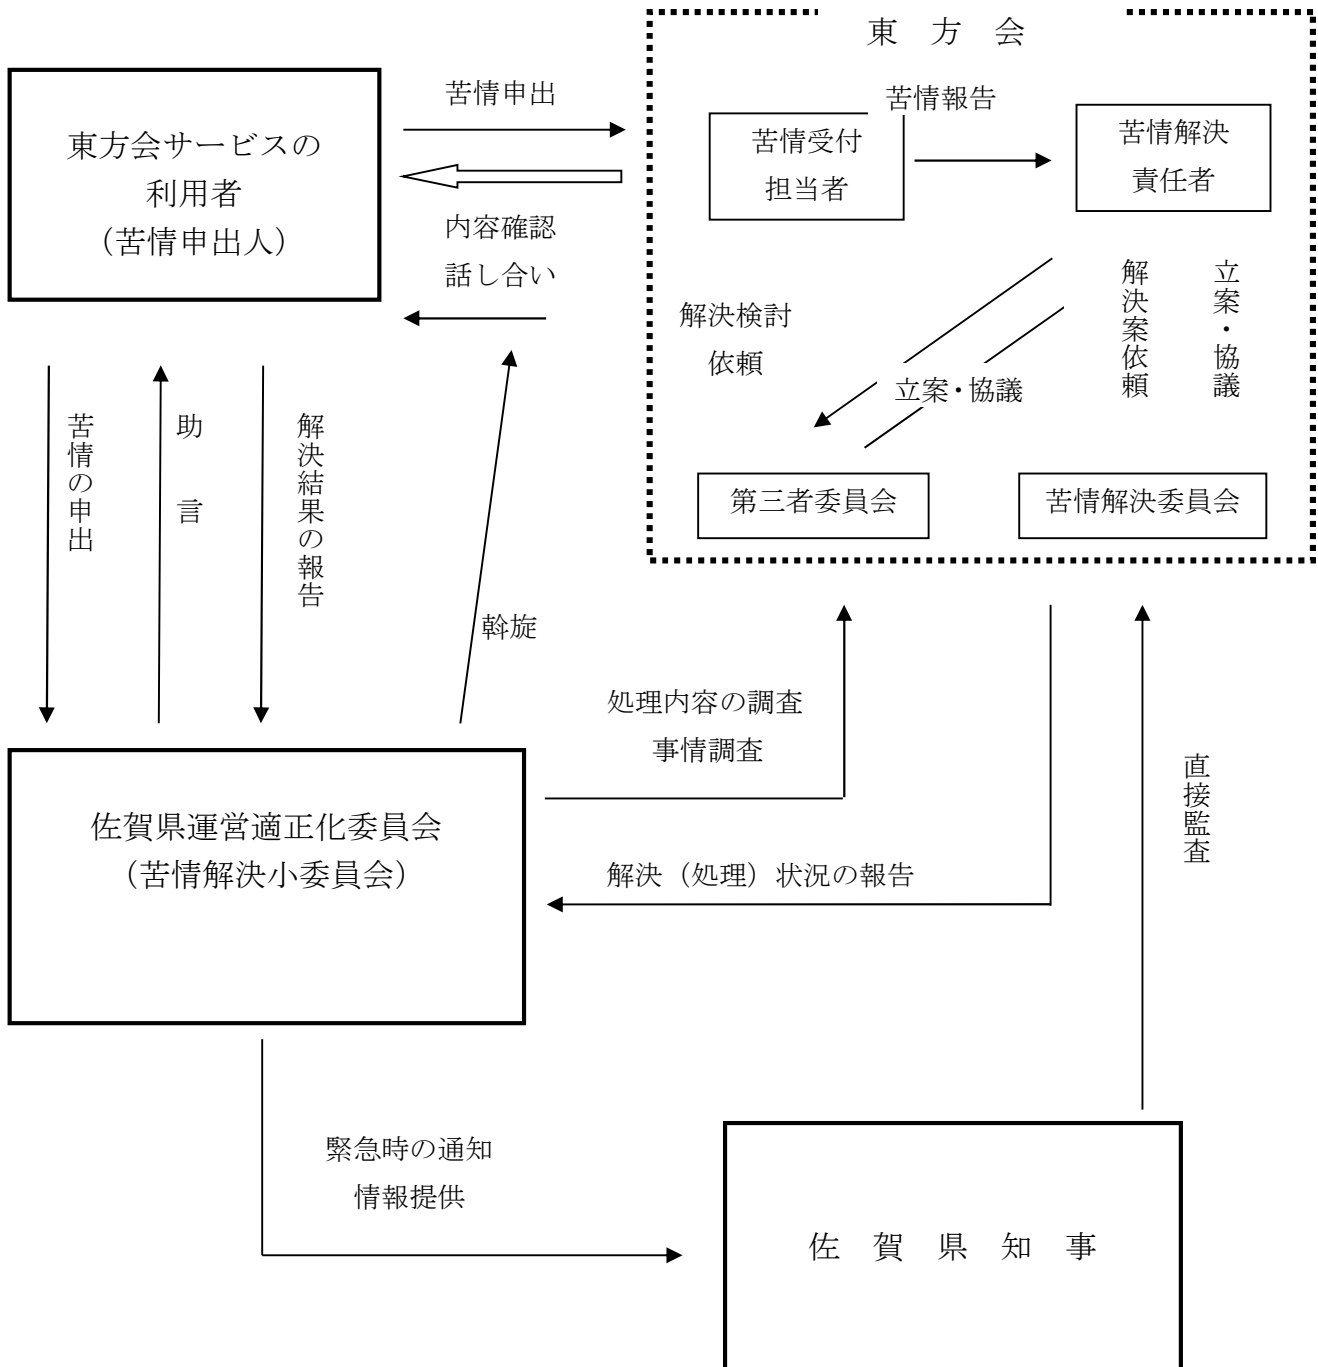 東　方　会
苦情申出
苦情報告
東方会サービスの
利用者
（苦情申出人）
苦情受付
担当者
苦情解決
責任者
内容確認
話し合い
解決検討
依頼
立案・協議
解決案依頼
立案・協議
第三者委員会
苦情解決委員会
苦情の申出
助　言
解決結果の報告
斡旋
処理内容の調査
事情調査
佐賀県運営適正化委員会
（苦情解決小委員会）
解決（処理）状況の報告
直接監査
緊急時の通知
情報提供
佐　賀　県　知　事